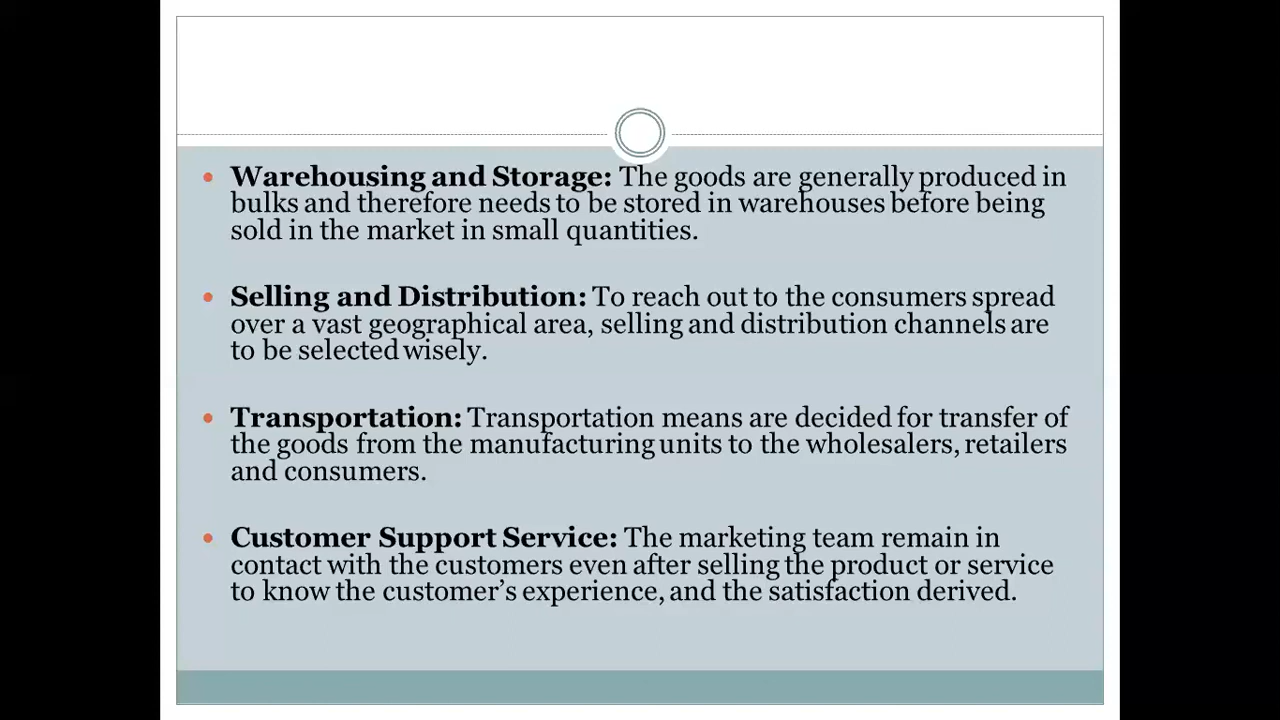 Warehousing and Storage: The goods are generally produced in
bulks and therefore needs to be stored in warehouses before being
sold in the market in small quantities.
Selling and Distribution: To reach out to the consumers spread
over a vast geographical area, selling and distribution channels are
to be selected wisely.
Transportation: Transportation means are decided for transfer of
the goods from the manufacturing units to the wholesalers, retailers
and consumers.
Customer Support Service: The marketing team remain in
contact with the customers even after selling the product or service
to know the customer’s experience, and the satisfaction derived.